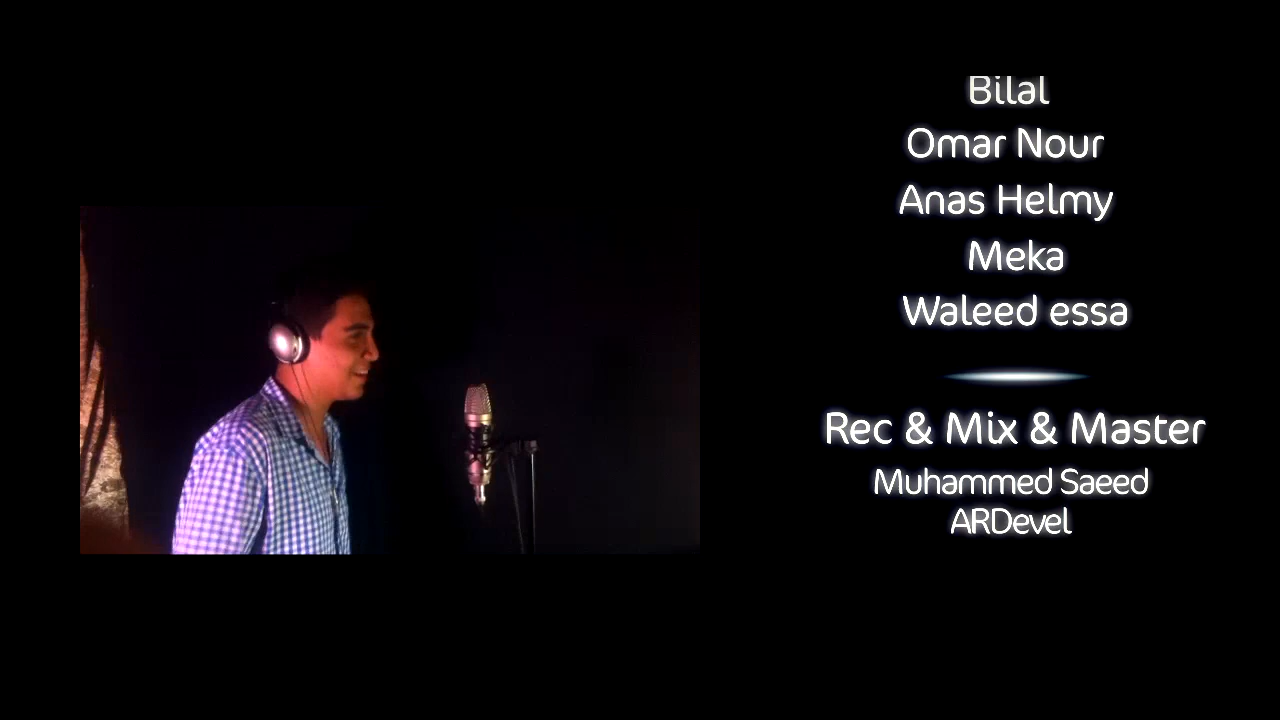 Bilal
Omar Nour
Anas Helmy
Meka
Waleed essa
Rec & Mix & Master
Muhammed Saeed
ARDevel